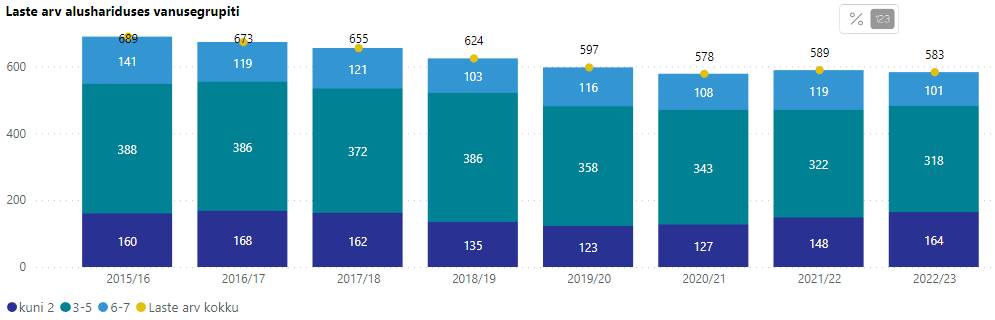 Laste arv alushariduses vanusegrupiti
% 123
689 673 655 624 597 578 589 583
600
141 119 121 103 116 108 119 101
400
388 386 372 386 358 343 322 318
200
160 168 162 135 123 127 148 164
0
2015/16 2016/17 2017/18 2018/19 2019/20 2020/21 2021/22 2022/23
kuni 2 3-5 6-7 Laste arv kokku